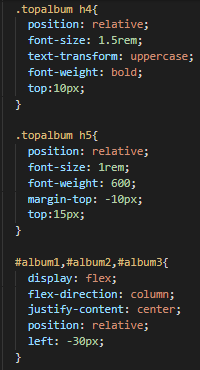 .topalbum h4{
position: relative;
font-size: 1.5rem;
text-transform: uppercase;
font-weight: bold;
top:10px;
}
.topalbum h5{
position: relative;
font-size: 1rem;
font-weight: 600;
margin-top: -10px;
top:15px;
}
#album1,#album2,#album3{
display: flex;
flex-direction: column;
justify-content: center;
position: relative;
left: -30px;
}